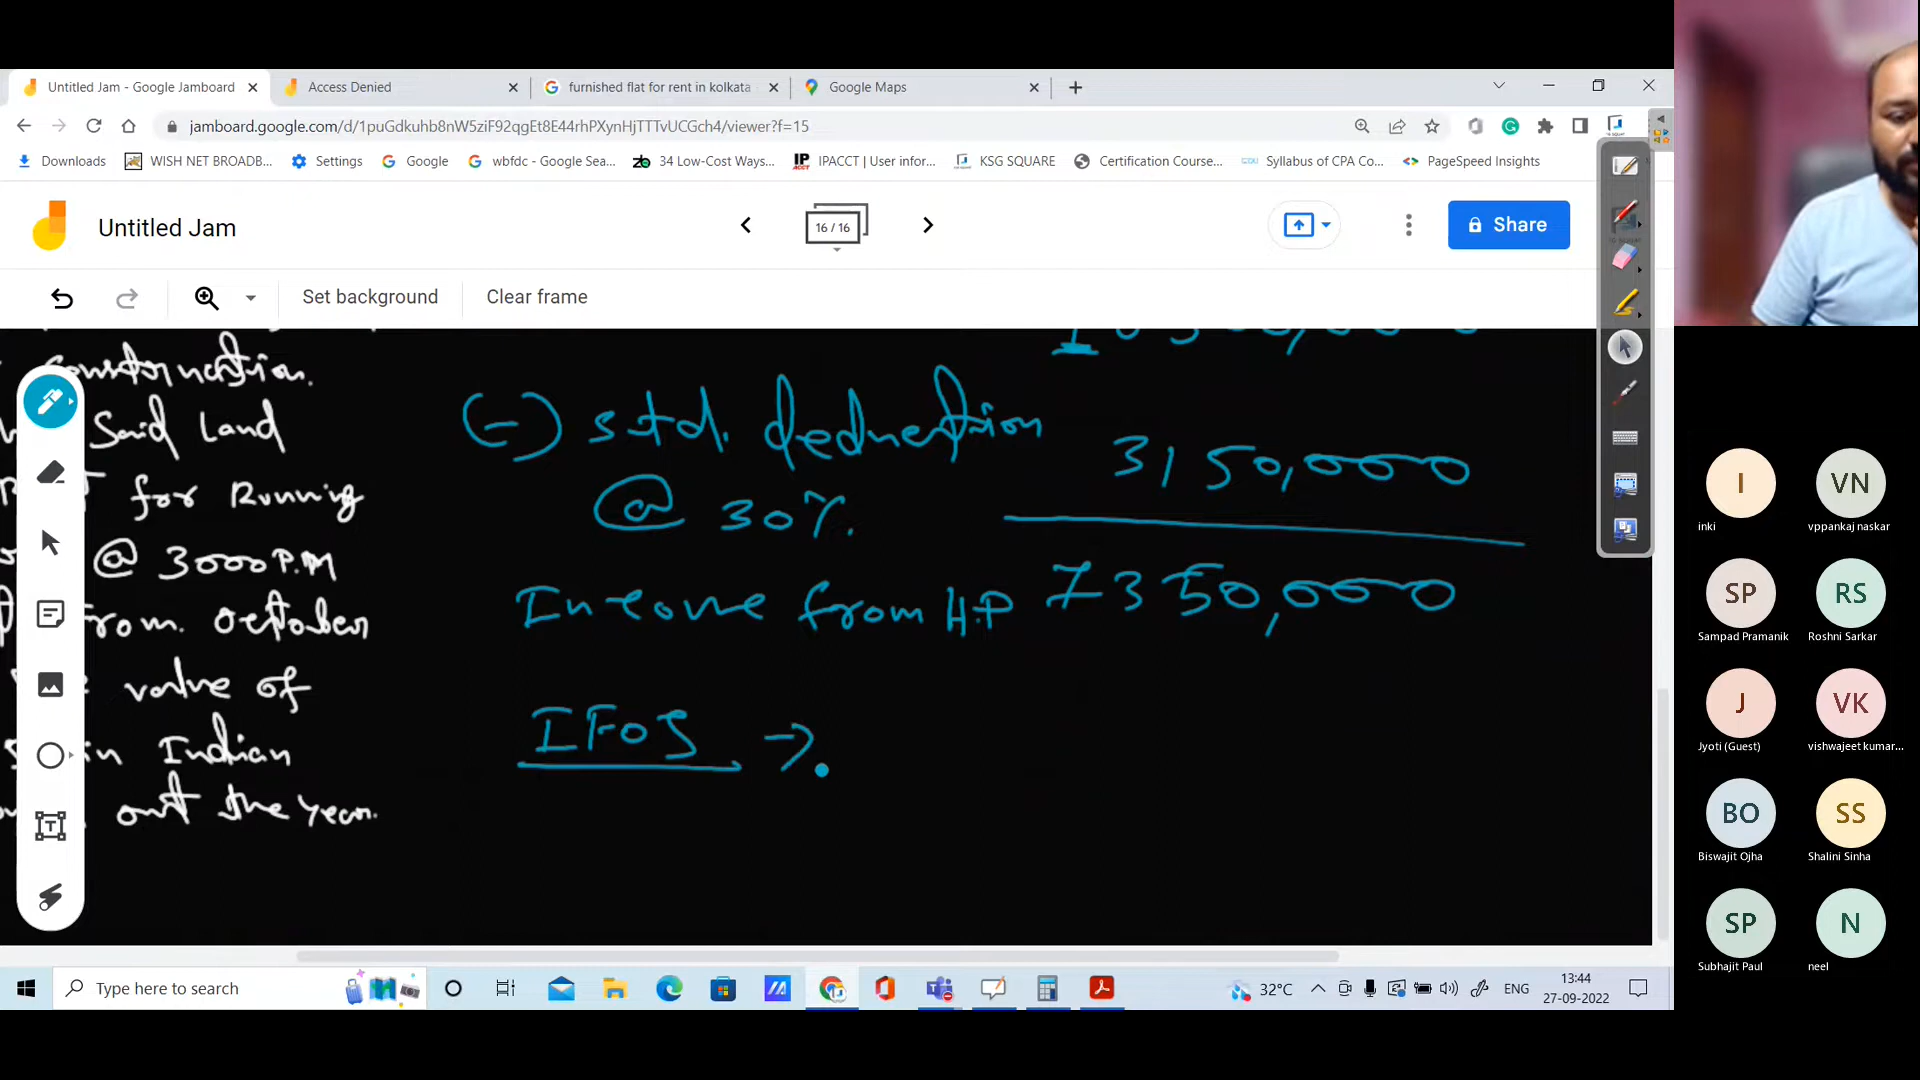 Untitled Jam - Google Jamboard
Access Denied
furnished flat for rent in kolkata
Google Maps
jamboard.google.com/d/1puGdkuhb8nW5ziF92qgEt8E44rhPXynHjTTTvUCGch4/viewer?f=15
Downloads
WISH NET BROADB...
Settings
Google
wbfdc - Google Sea...
34 Low-Cost Ways...
IPACCT | User infor...
KSG SQUARE
Certification Course...
Syllabus of CPA Co...
PageSpeed Insights
Untitled Jam
16 / 16
Share
Set background
Clear frame
construction.
Said Land
for Running
@ 3000 P.M
from. October
value of
in Indian
out the year.
(-) std. deduction
@ 30%.
3150,000
Income from H.P 7350,000
IFOS →
inki
VN
vppankaj naskar
SP
Sampad Pramanik
RS
Roshni Sarkar
J
Jyoti (Guest)
VK
vishwajeet kumar...
BO
Biswajit Ojha
SS
Shalini Sinha
SP
Subhajit Paul
N
neel
Type here to search
32°C
ENG
13:44
27-09-2022